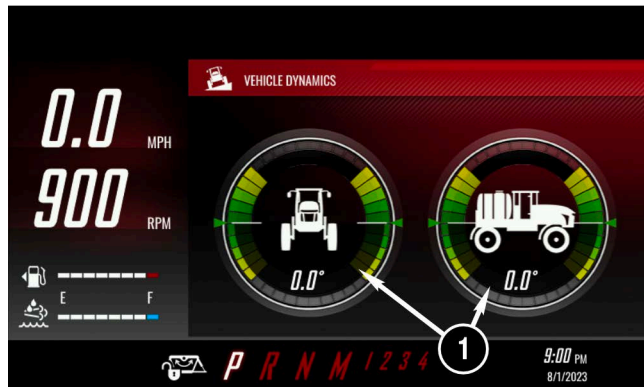 VEHICLE DYNAMICS
0.0 MPH
900 RPM
0.0° 0.0°
E F
1
P R N M 1 2 3 4
9:00 PM
8/1/2023